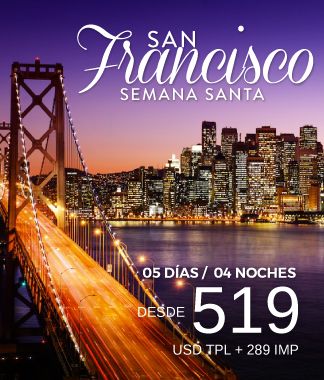 SAN
Francisco
SEMANA SANTA
05 DÍAS / 04 NOCHES
DESDE 519
USD TPL + 289 IMP